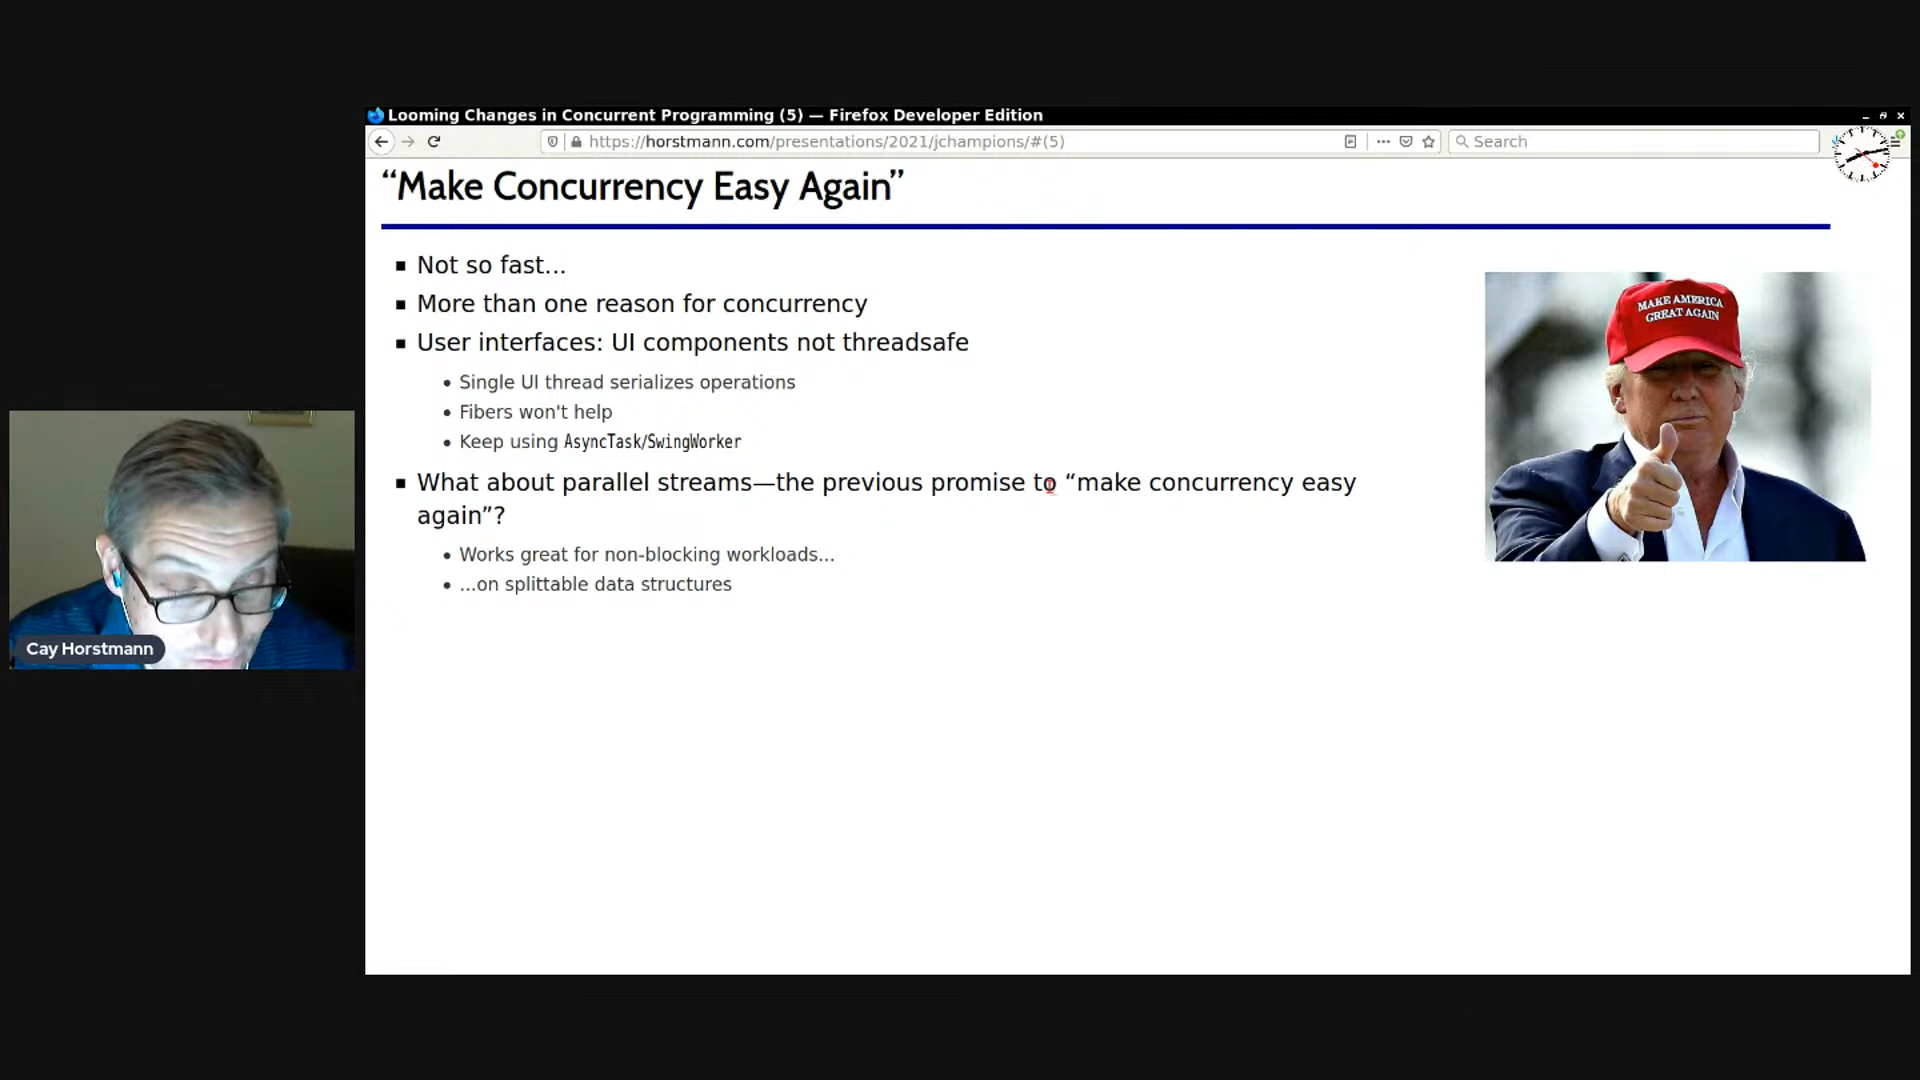 Looming Changes in Concurrent Programming (5) — Firefox Developer Edition
https://horstmann.com/presentations/2021/jchampions/#(5)
Search
“Make Concurrency Easy Again”
Not so fast...
More than one reason for concurrency
User interfaces: UI components not threadsafe
Single UI thread serializes operations
Fibers won't help
Keep using AsyncTask/SwingWorker
What about parallel streams—the previous promise to “make concurrency easy
again”?
Works great for non-blocking workloads...
...on splittable data structures
MAKE AMERICA
GREAT AGAIN
Cay Horstmann